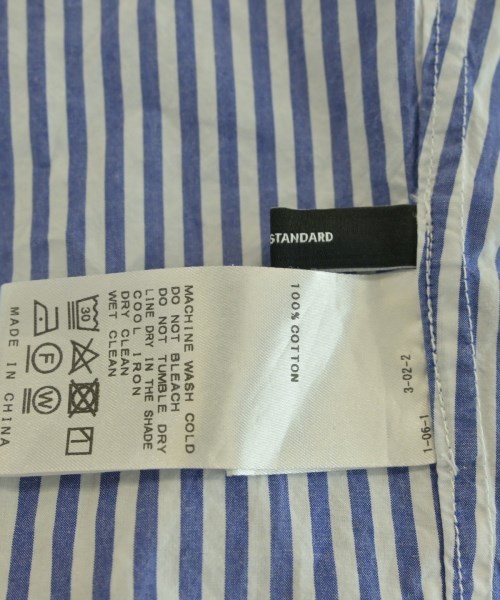 STANDARD
100% COTTON
3-02-2
1-06-1
MACHINE WASH COLD
DO NOT BLEACH
DO NOT TUMBLE DRY
LINE DRY IN THE SHADE
COOL IRON
DRY CLEAN
WET CLEAN
30
F
W
MADE IN CHINA